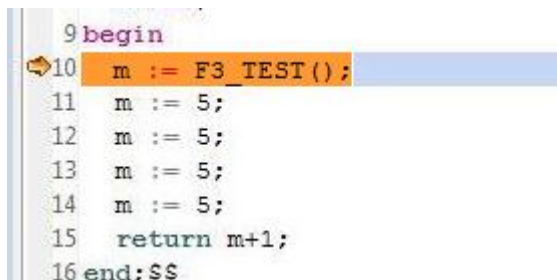 9 begin
10 m := F3_TEST();
11 m := 5;
12 m := 5;
13 m := 5;
14 m := 5;
15 return m+1;
16 end;$$